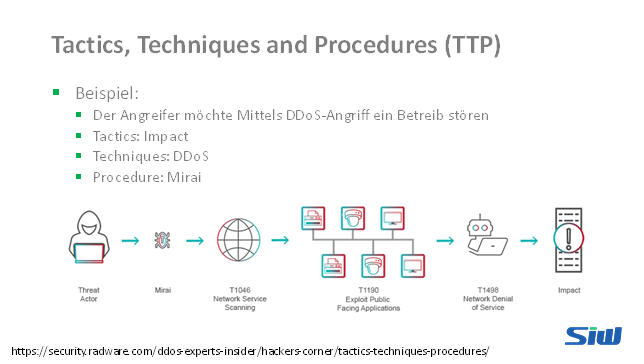 Tactics, Techniques and Procedures (TTP)
Beispiel:
Der Angreifer möchte Mittels DDoS-Angriff ein Betreib stören
Tactics: Impact
Techniques: DDoS
Procedure: Mirai
Threat
Actor
Mirai
T1046
Network Service
Scanning
T1190
Exploit Public
Facing Applications
T1498
Network Denial
of Service
Impact
https://security.radware.com/ddos-experts-insider/hackers-corner/tactics-techniques-procedures/
SiW